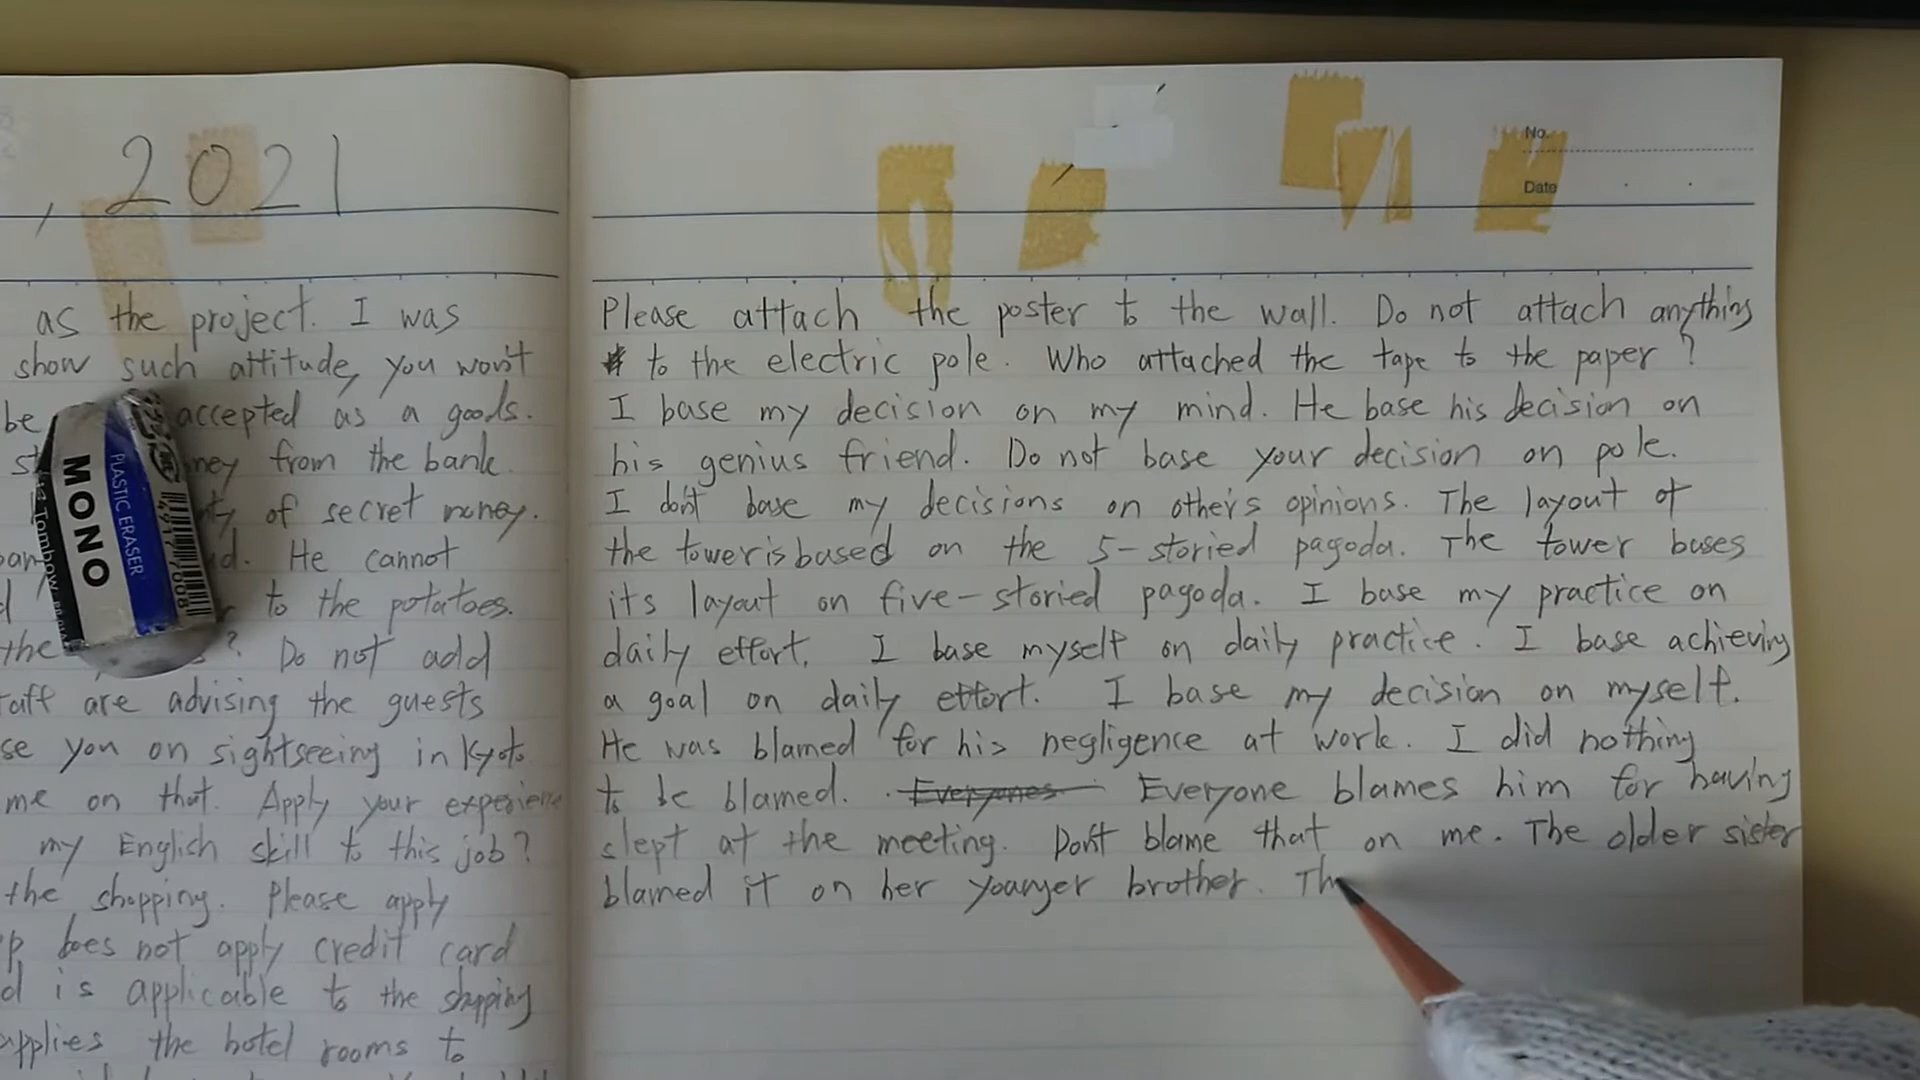 , 2021
as the project. I was
show such attitude, you won't
be accepted as a goods.
ney from the bank
of secret money.
He cannot
to the potatoes.
the ? Do not add
aff are advising the guests
se you on sightseeing in Kyoto
me on that. Apply your experience
my English skill to this job?
the shopping. Please apply
p does not apply credit card
d is applicable to the shopping
applies the hotel rooms to
MONO
PLASTIC ERASER
Tombow
No.
Date
Please attach the poster to the wall. Do not attach anything
to the electric pole. Who attached the tape to the paper?
I base my decision on my mind. He base his decision on
his genius friend. Do not base your decision on pole.
I don't base my decisions on other's opinions. The layout of
the tower is based on the 5-storied pagoda. The tower bases
its layout on five-storied pagoda. I base my practice on
daily effort. I base myself on daily practice. I base achieving
a goal on daily effort. I base my decision on myself.
He was blamed for his negligence at work. I did nothing
to be blamed. Everyones Everyone blames him for having
slept at the meeting. Don't blame that on me. The older sister
blamed it on her younger brother. Th